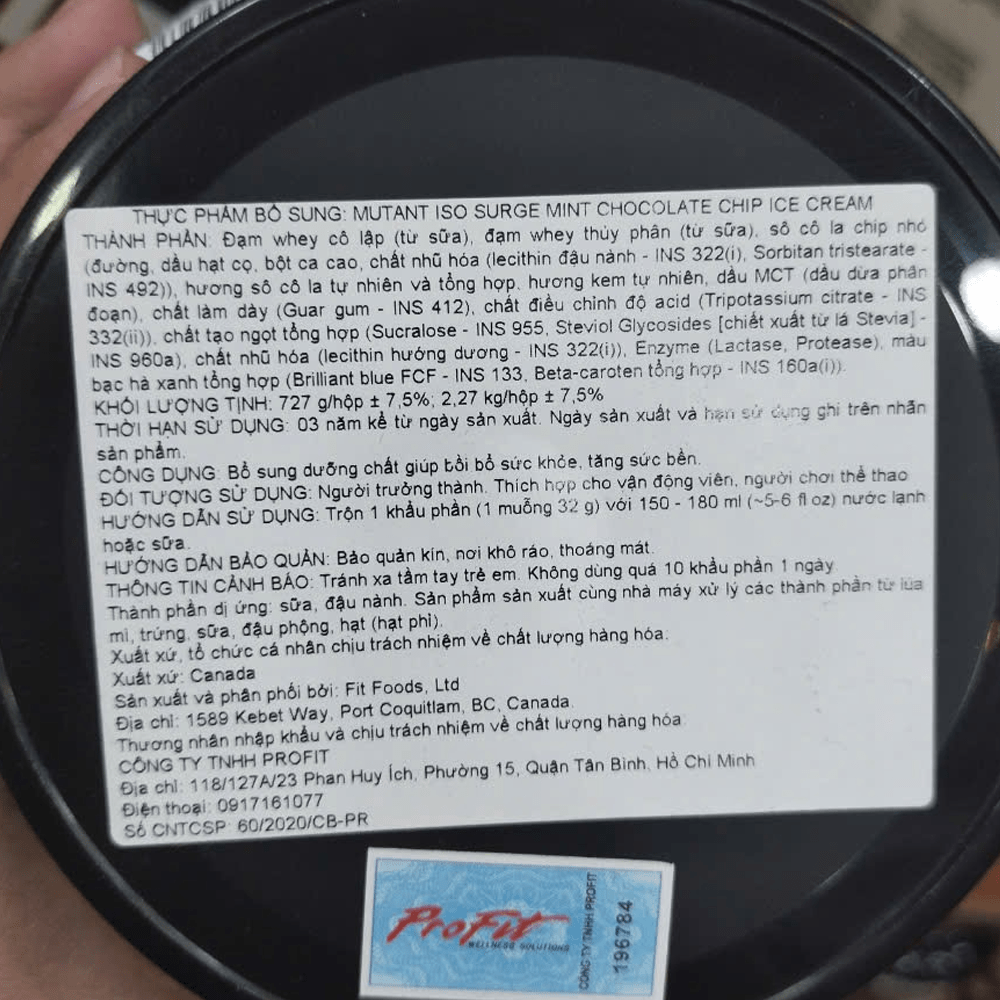 THỰC PHẨM BỔ SUNG: MUTANT ISO SURGE MINT CHOCOLATE CHIP ICE CREAM
THÀNH PHẦN: Đạm whey cô lập (từ sữa), đạm whey thủy phân (từ sữa), sô cô la chip nhỏ
(đường, dầu hạt cọ, bột ca cao, chất nhũ hóa (lecithin đậu nành - INS 322(i), Sorbitan tristearate -
INS 492)), hương sô cô la tự nhiên và tổng hợp, hương kem tự nhiên, dầu MCT (dầu dừa phân
đoạn), chất làm dày (Guar gum - INS 412), chất điều chỉnh độ acid (Tripotassium citrate - INS
332(ii)), chất tạo ngọt tổng hợp (Sucralose - INS 955, Steviol Glycosides [chiết xuất từ lá Stevia] -
INS 960a), chất nhũ hóa (lecithin hướng dương - INS 322(i)), Enzyme (Lactase, Protease), màu
bạc hà xanh tổng hợp (Brilliant blue FCF - INS 133, Beta-caroten tổng hợp - INS 160a(i)).
KHỐI LƯỢNG TỊNH: 727 g/hộp ± 7,5%; 2,27 kg/hộp ± 7,5%
THỜI HẠN SỬ DỤNG: 03 năm kể từ ngày sản xuất. Ngày sản xuất và hạn sử dụng ghi trên nhãn
sản phẩm.
CÔNG DỤNG: Bổ sung dưỡng chất giúp bồi bổ sức khỏe, tăng sức bền.
ĐỐI TƯỢNG SỬ DỤNG: Người trưởng thành. Thích hợp cho vận động viên, người chơi thể thao
HƯỚNG DẪN SỬ DỤNG: Trộn 1 khẩu phần (1 muỗng 32 g) với 150 - 180 ml (~5-6 fl oz) nước lạnh
hoặc sữa.
HƯỚNG DẪN BẢO QUẢN: Bảo quản kín, nơi khô ráo, thoáng mát.
THÔNG TIN CẢNH BÁO: Tránh xa tầm tay trẻ em. Không dùng quá 10 khẩu phần 1 ngày.
Thành phần dị ứng: sữa, đậu nành. Sản phẩm sản xuất cùng nhà máy xử lý các thành phần từ lúa
mì, trứng, sữa, đậu phộng, hạt (hạt phỉ).
Xuất xứ, tổ chức cá nhân chịu trách nhiệm về chất lượng hàng hóa:
Xuất xứ: Canada
Sản xuất và phân phối bởi: Fit Foods, Ltd
Địa chỉ: 1589 Kebet Way, Port Coquitlam, BC, Canada.
Thương nhân nhập khẩu và chịu trách nhiệm về chất lượng hàng hóa:
CÔNG TY TNHH PROFIT
Địa chỉ: 118/127A/23 Phan Huy Ích, Phường 15, Quận Tân Bình, Hồ Chí Minh
Điện thoại: 0917161077
Số CNTCSP: 60/2020/CB-PR
ProFit
WELLNESS SOLUTIONS
CÔNG TY TNHH PROFIT
196784